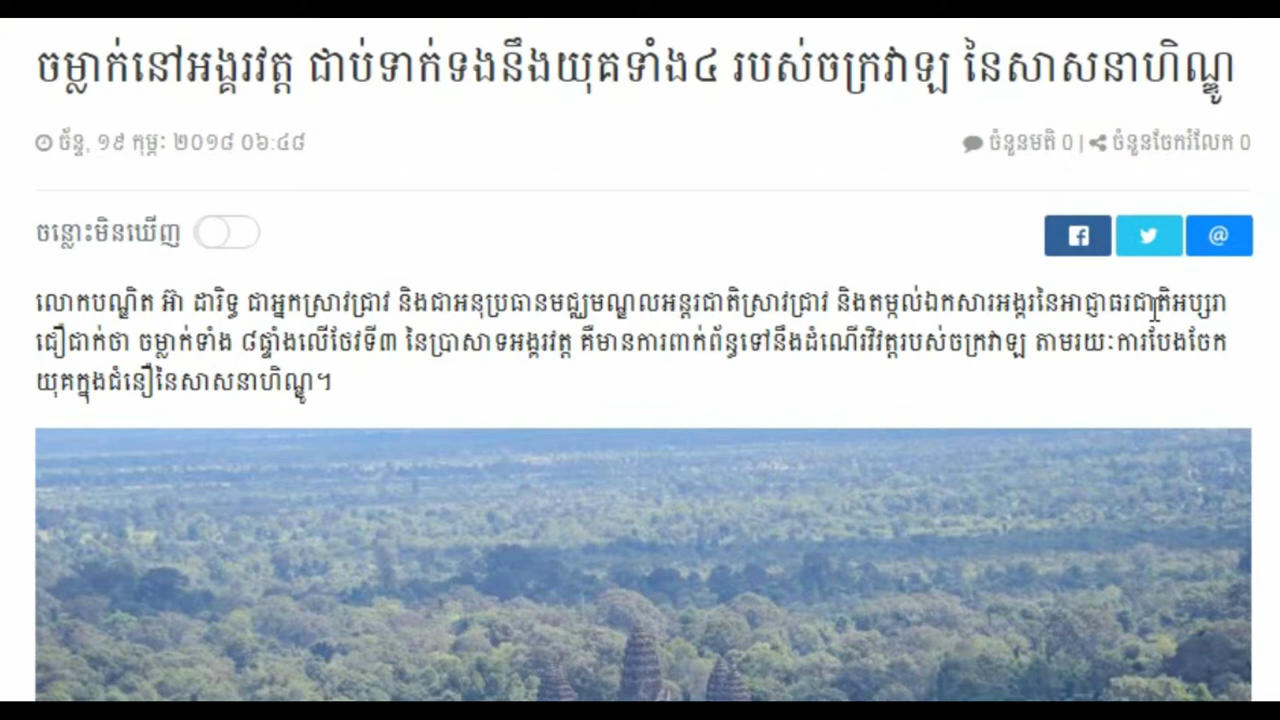 ចម្លាក់នៅអង្គរវត្ត ជាប់ទាក់ទងនឹងយុគទាំង៤ របស់ចក្រវាឡ នៃសាសនាហិណ្ឌូ
ច័ន្ទ, ១៩ កុម្ភៈ ២០១៨ ០៦:៤៨
ចំនួនមតិ 0 | ចំនួនចែករំលែក 0
ចន្លោះមិនឃើញ
លោកបណ្ឌិត អ៊ា ដារិទ្ធ ជាអ្នកស្រាវជ្រាវ និងជាអនុប្រធានមជ្ឈមណ្ឌលអន្តរជាតិស្រាវជ្រាវ និងតម្កល់ឯកសារអង្គរនៃអាជ្ញាធរជាតិអប្សរា
ជឿជាក់ថា ចម្លាក់ទាំង ៨ផ្ទាំងលើថែវទី៣ នៃប្រាសាទអង្គរវត្ត គឺមានការពាក់ព័ន្ធទៅនឹងដំណើរវិវត្តរបស់ចក្រវាឡ តាមរយៈការបែងចែក
យុគក្នុងជំនឿនៃសាសនាហិណ្ឌូ។